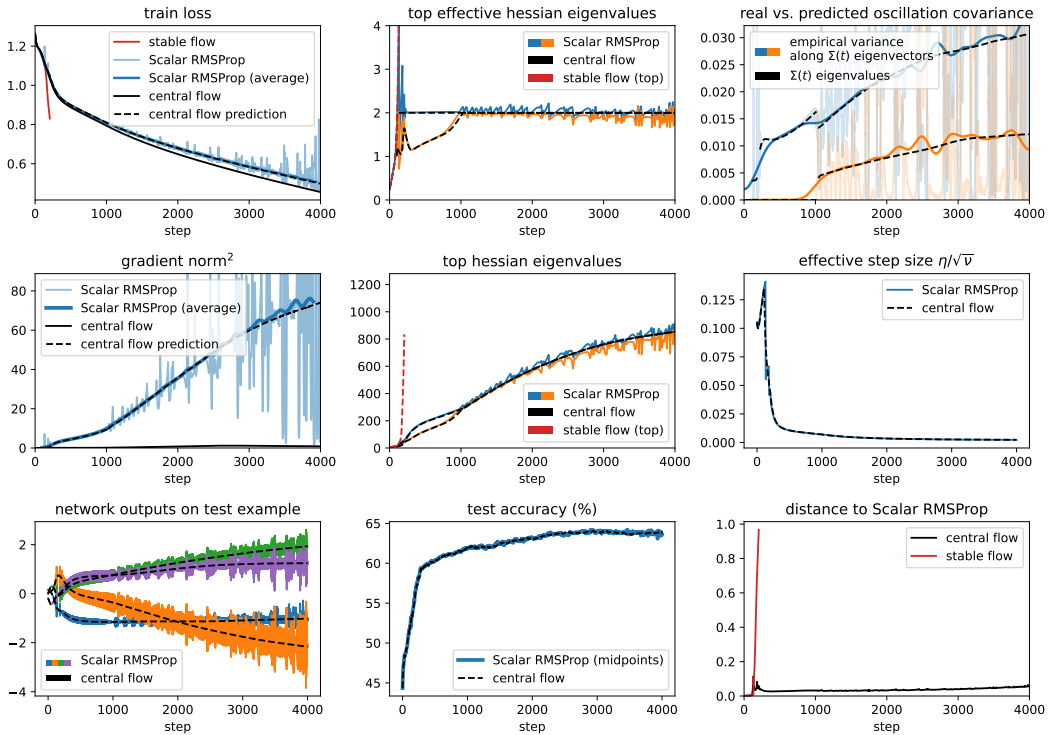 train loss
1.2
1.0
0.8
0.6
0
1000
2000
3000
4000
step
stable flow
Scalar RMSProp
Scalar RMSProp (average)
central flow
central flow prediction
top effective hessian eigenvalues
4
3
2
1
0
0
1000
2000
3000
4000
step
Scalar RMSProp
central flow
stable flow (top)
real vs. predicted oscillation covariance
0.030
0.025
0.020
0.015
0.010
0.005
0.000
0
1000
2000
3000
4000
step
empirical variance
along Σ(t) eigenvectors
Σ(t) eigenvalues
gradient norm²
80
60
40
20
0
0
1000
2000
3000
4000
step
Scalar RMSProp
Scalar RMSProp (average)
central flow
central flow prediction
top hessian eigenvalues
1200
1000
800
600
400
200
0
0
1000
2000
3000
4000
step
Scalar RMSProp
central flow
stable flow (top)
effective step size η/√ν
0.125
0.100
0.075
0.050
0.025
0.000
0
1000
2000
3000
4000
step
Scalar RMSProp
central flow
network outputs on test example
2
0
−2
−4
0
1000
2000
3000
4000
step
Scalar RMSProp
central flow
test accuracy (%)
65
60
55
50
45
0
1000
2000
3000
4000
step
Scalar RMSProp (midpoints)
central flow
distance to Scalar RMSProp
1.0
0.8
0.6
0.4
0.2
0.0
0
1000
2000
3000
4000
step
central flow
stable flow